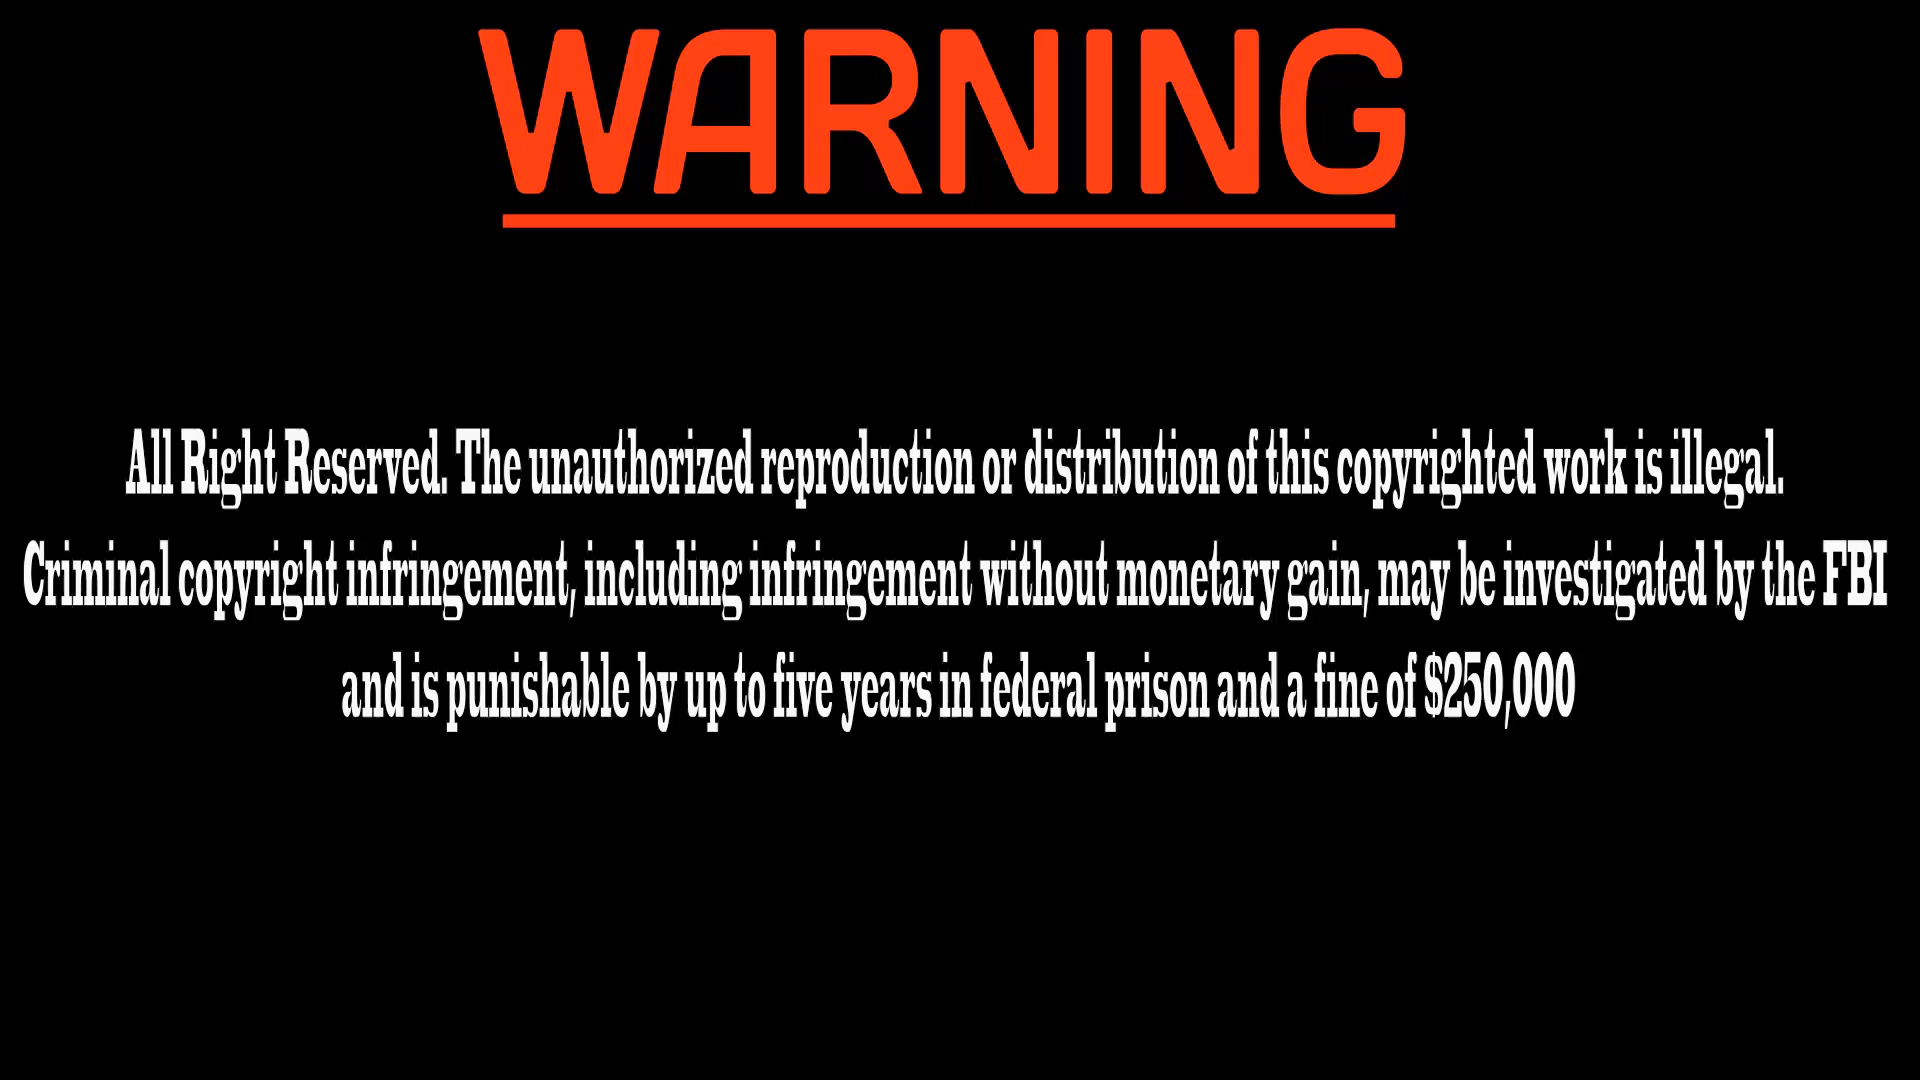 WARNING
All Right Reserved. The unauthorized reproduction or distribution of this copyrighted work is illegal.
Criminal copyright infringement, including infringement without monetary gain, may be investigated by the FBI
and is punishable by up to five years in federal prison and a fine of $250,000